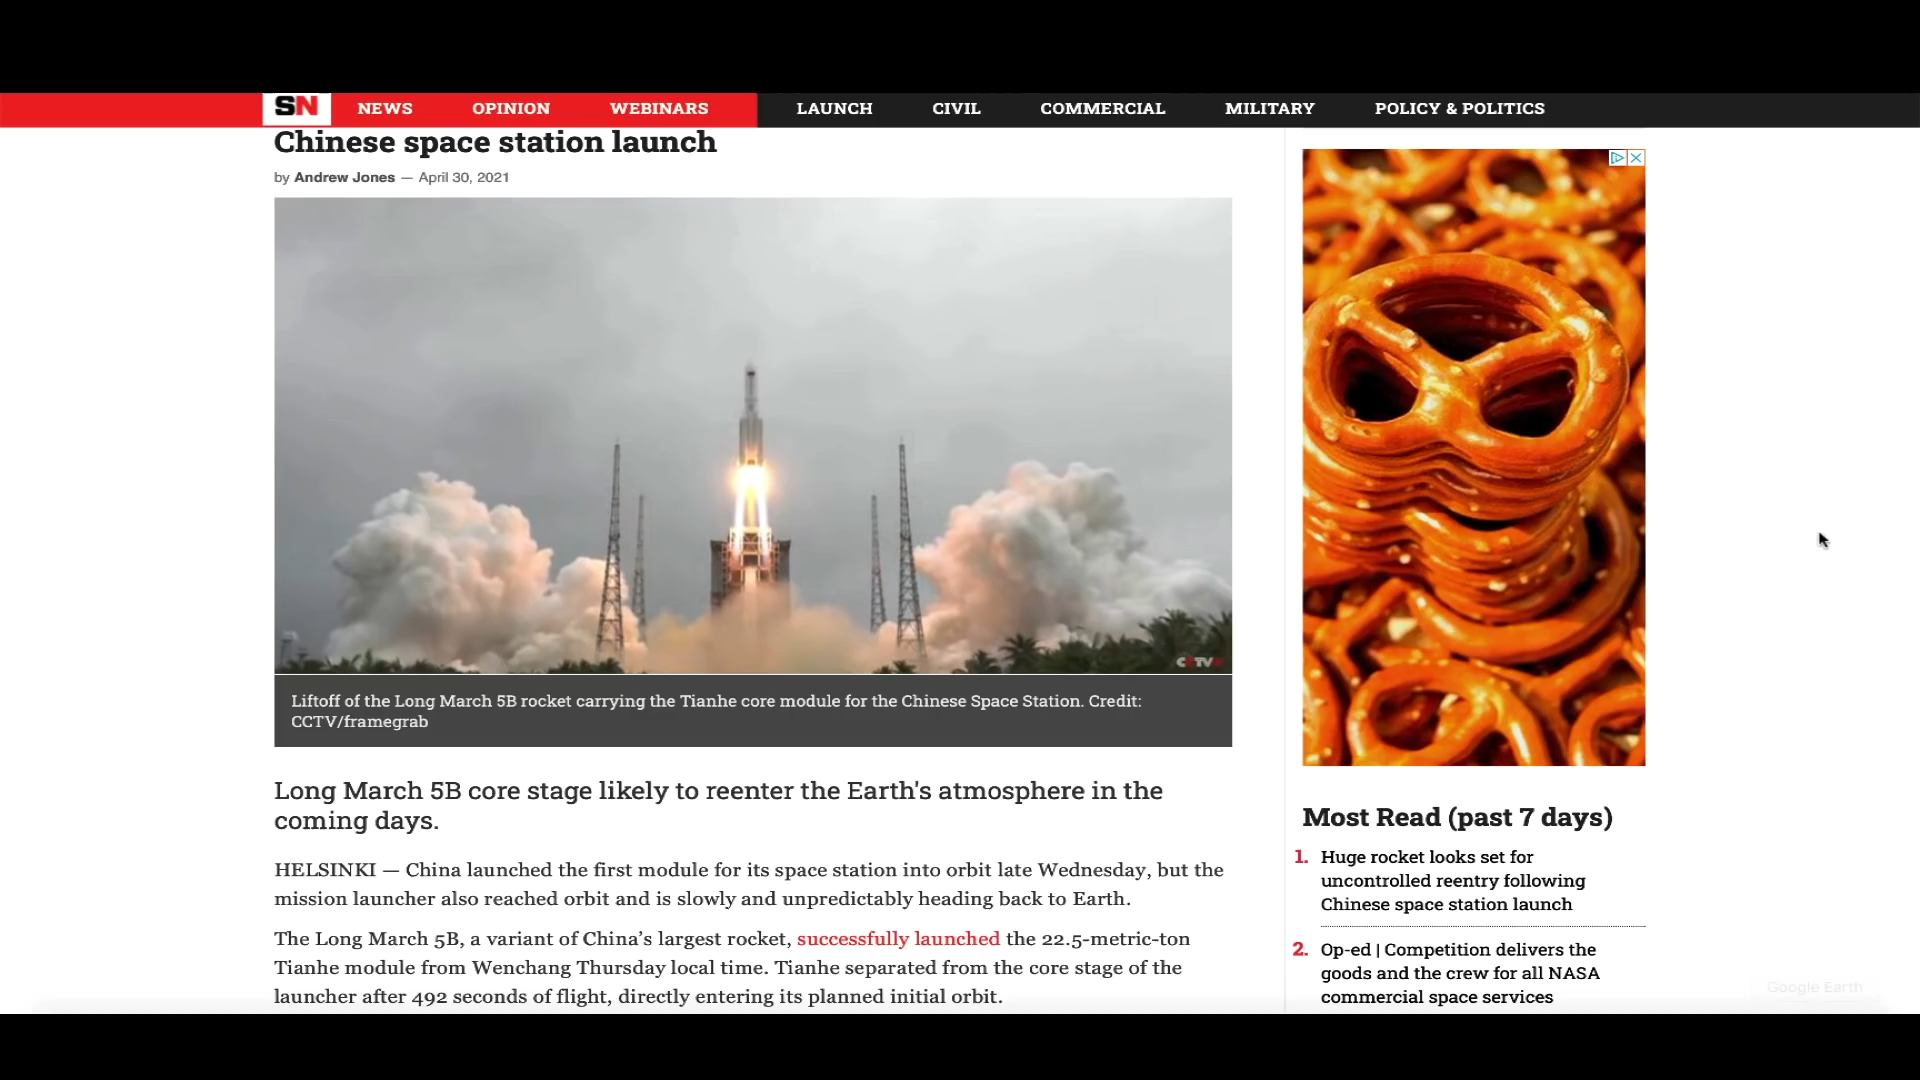 SN NEWS OPINION WEBINARS LAUNCH CIVIL COMMERCIAL MILITARY POLICY & POLITICS
Chinese space station launch
by Andrew Jones — April 30, 2021
CCTV
Liftoff of the Long March 5B rocket carrying the Tianhe core module for the Chinese Space Station. Credit:
CCTV/framegrab
Long March 5B core stage likely to reenter the Earth's atmosphere in the
coming days.
HELSINKI — China launched the first module for its space station into orbit late Wednesday, but the
mission launcher also reached orbit and is slowly and unpredictably heading back to Earth.
The Long March 5B, a variant of China’s largest rocket, successfully launched the 22.5-metric-ton
Tianhe module from Wenchang Thursday local time. Tianhe separated from the core stage of the
launcher after 492 seconds of flight, directly entering its planned initial orbit.
Most Read (past 7 days)
1. Huge rocket looks set for
uncontrolled reentry following
Chinese space station launch
2. Op-ed | Competition delivers the
goods and the crew for all NASA
commercial space services
Google Earth